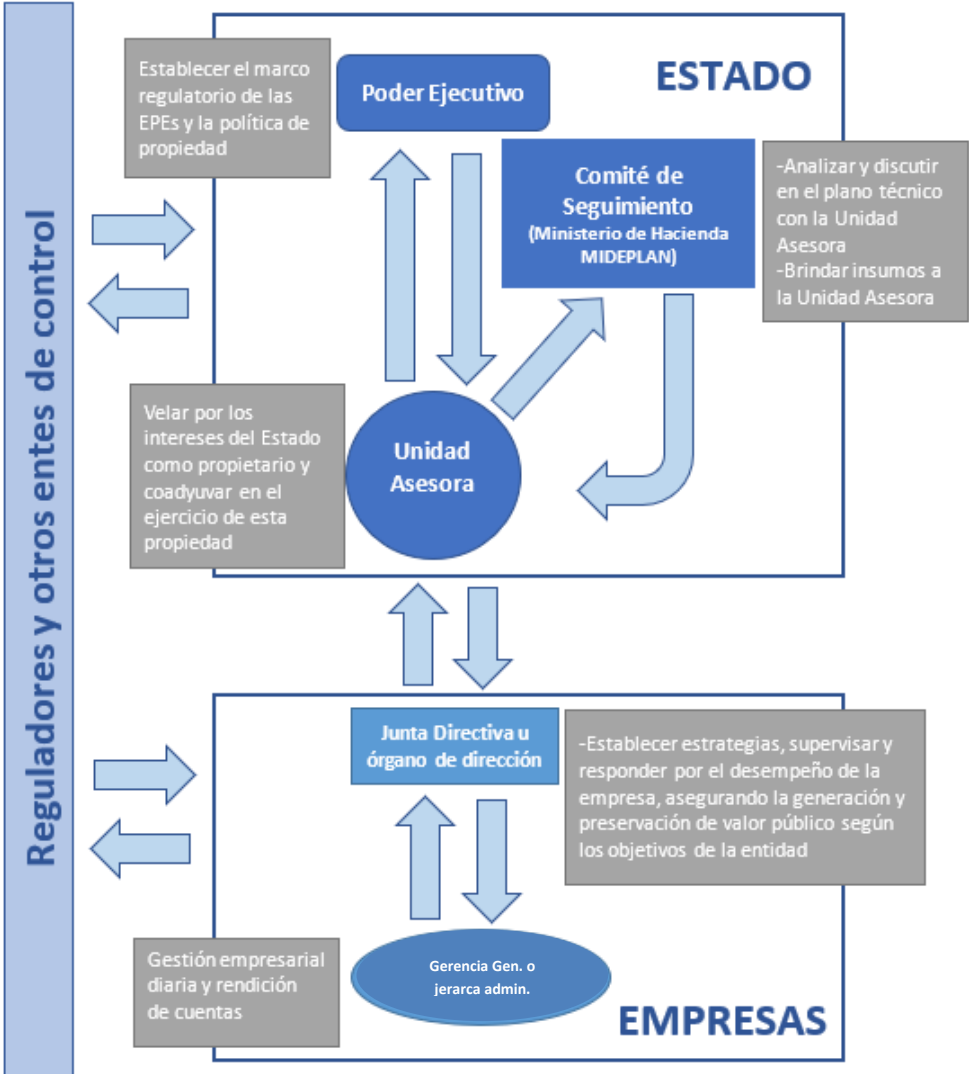 Reguladores y otros entes de control
ESTADO
Establecer el marco
regulatorio de las
EPEs y la política de
propiedad
Poder Ejecutivo
Comité de
Seguimiento
(Ministerio de Hacienda
MIDEPLAN)
-Analizar y discutir
en el plano técnico
con la Unidad
Asesora
-Brindar insumos a
la Unidad Asesora
Velar por los
intereses del Estado
como propietario y
coadyuvar en el
ejercicio de esta
propiedad
Unidad
Asesora
Junta Directiva u
órgano de dirección
-Establecer estrategias, supervisar y
responder por el desempeño de la
empresa, asegurando la generación y
preservación de valor público según
los objetivos de la entidad
Gestión empresarial
diaria y rendición
de cuentas
Gerencia Gen. o
jerarca admin.
EMPRESAS